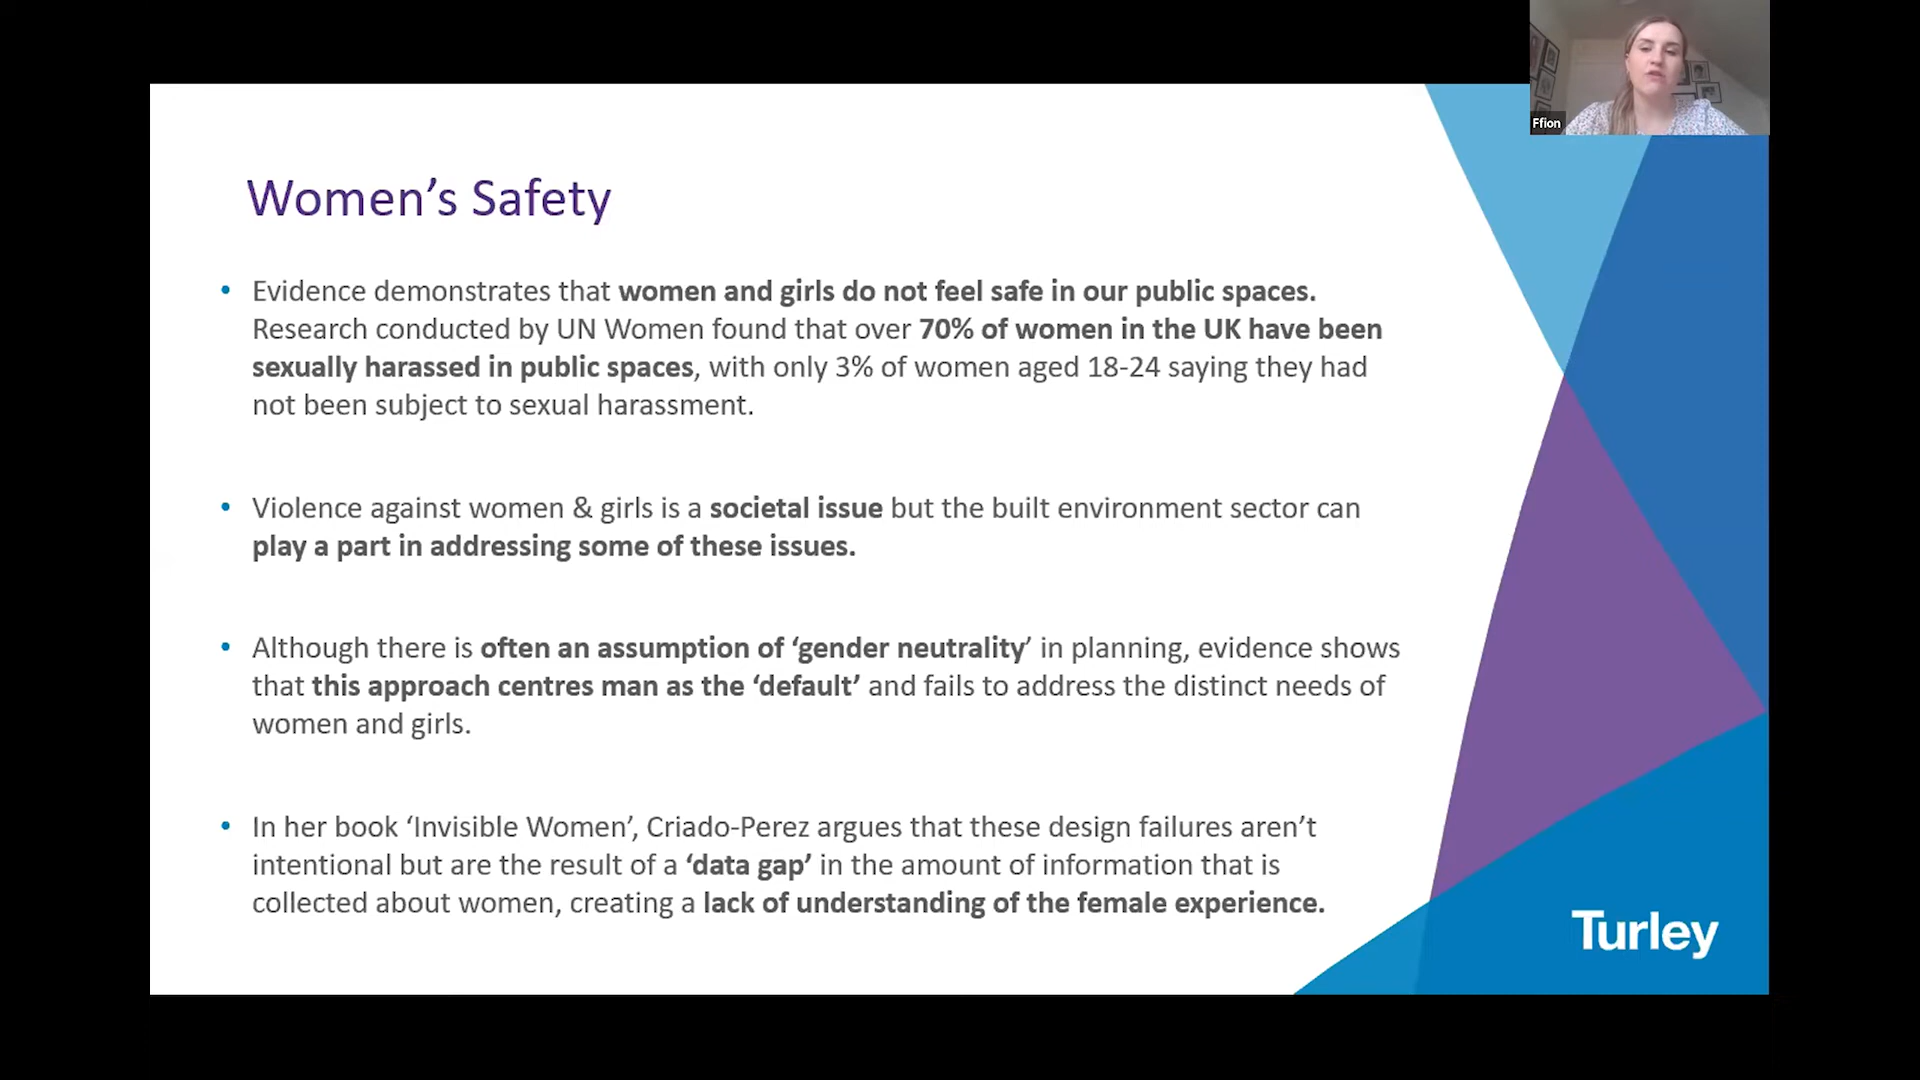 Ffion
Women’s Safety
• Evidence demonstrates that women and girls do not feel safe in our public spaces.
Research conducted by UN Women found that over 70% of women in the UK have been
sexually harassed in public spaces, with only 3% of women aged 18-24 saying they had
not been subject to sexual harassment.
• Violence against women & girls is a societal issue but the built environment sector can
play a part in addressing some of these issues.
• Although there is often an assumption of ‘gender neutrality’ in planning, evidence shows
that this approach centres man as the ‘default’ and fails to address the distinct needs of
women and girls.
• In her book ‘Invisible Women’, Criado-Perez argues that these design failures aren’t
intentional but are the result of a ‘data gap’ in the amount of information that is
collected about women, creating a lack of understanding of the female experience.
Turley